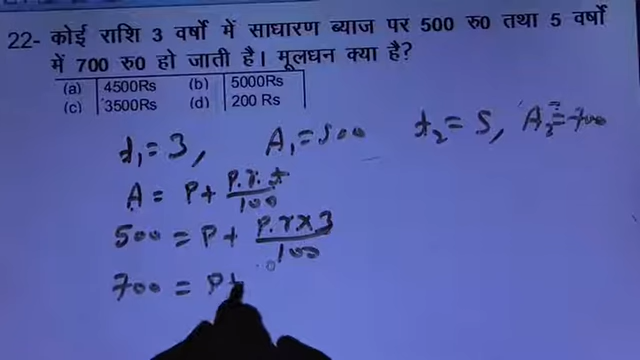 22- कोई राशि 3 वर्षो में साधारण ब्याज पर 500 रु0 तथा 5 वर्षो
में 700 रु0 हो जाती है। मूलधन क्या है?
(a) 4500Rs (b) 5000Rs
(c) 3500Rs (d) 200 Rs
t₁ = 3, A₁ = 500 t₂ = 5, A₂ = 700
A = P + P.r.t/100
500 = P + P.r×3/100
700 = P+